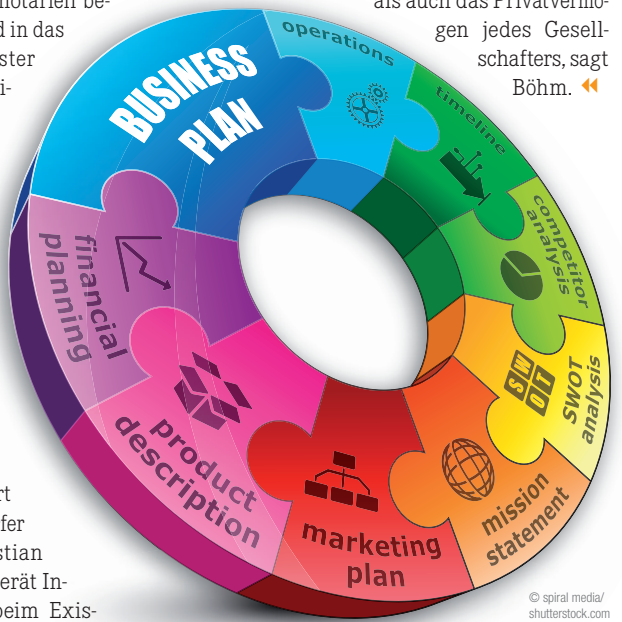 notarien be-
d in das
ster
i-
als auch das Privatvermö-
gen jedes Gesell-
schafters, sagt
Böhm. «
BUSINESS
PLAN
operations
timeline
competitor
analysis
SW
OT
SWOT
analysis
mission
statement
marketing
plan
product
description
financial
planning
rt
fer
stian
erät In-
beim Exis-
© spiral media/
shutterstock.com